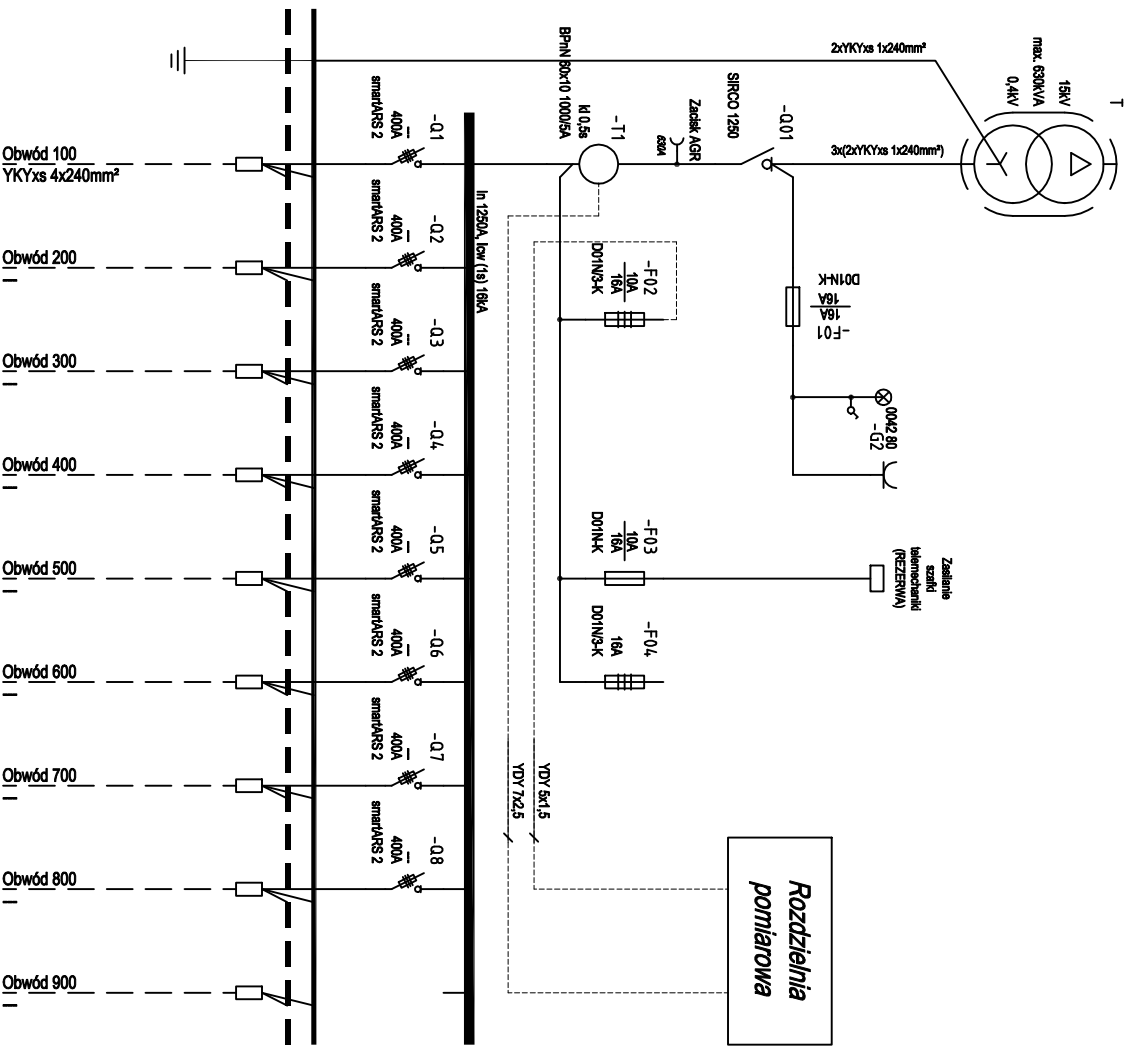 T
15kV
max. 630kVA
0,4kV
2xYKYxs 1x240mm²
3x(2xYKYxs 1x240mm²)
-Q01
SIRCO 1250
Zacisk AGR
630A
-T1
kl 0,5s
BPnN 60x10 1000/5A
-F01
16A
16A
D01N-K
0042 80
-G2
-F02
10A
16A
D01N/3-K
-F03
10A
16A
D01N-K
-F04
16A
D01N/3-K
Zasilanie
szafki
telemechaniki
(REZERWA)
YDY 5x1,5
YDY 7x2,5
Rozdzielnia
pomiarowa
In 1250A, Icw (1s) 16kA
-Q1
---
400A
smartARS 2
-Q2
---
400A
smartARS 2
-Q3
---
400A
smartARS 2
-Q4
---
400A
smartARS 2
-Q5
---
400A
smartARS 2
-Q6
---
400A
smartARS 2
-Q7
---
400A
smartARS 2
-Q8
---
400A
smartARS 2
Obwód 100
YKYxs 4x240mm²
Obwód 200
---
Obwód 300
---
Obwód 400
---
Obwód 500
---
Obwód 600
---
Obwód 700
---
Obwód 800
---
Obwód 900
---